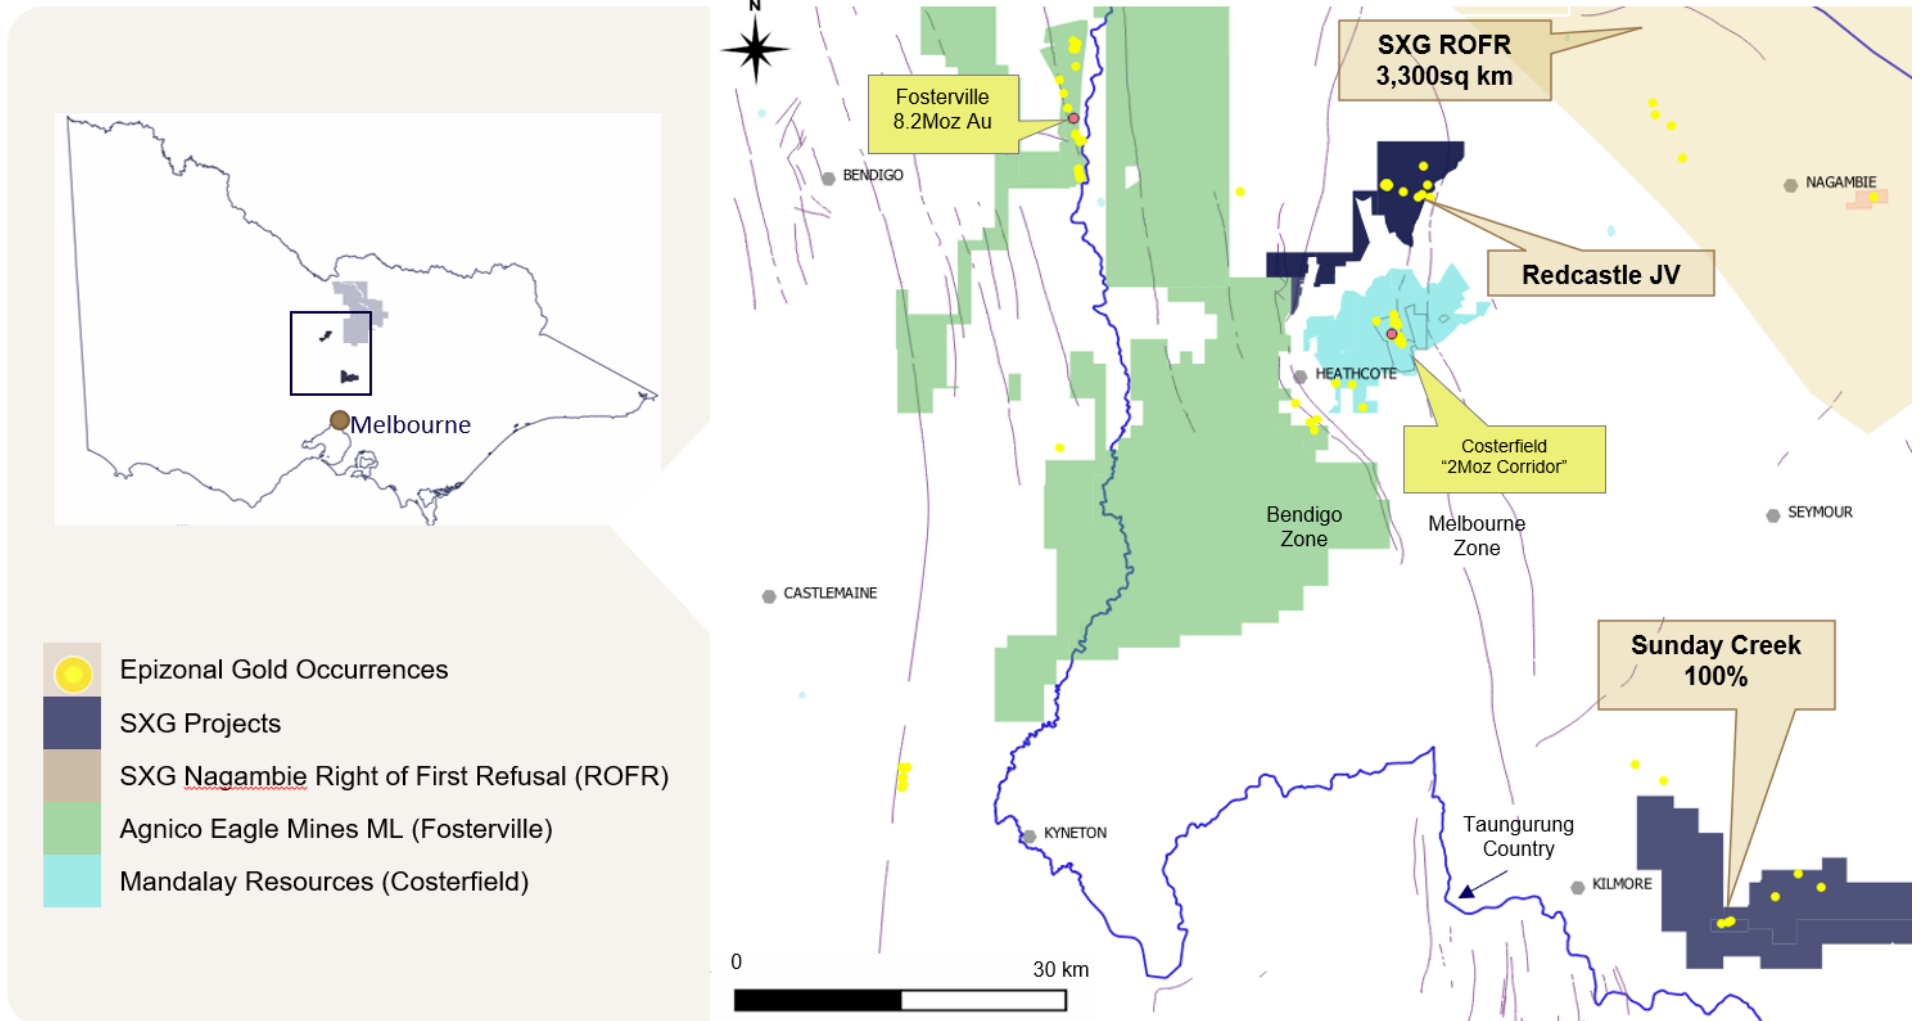 Melbourne
Epizonal Gold Occurrences
SXG Projects
SXG Nagambie Right of First Refusal (ROFR)
Agnico Eagle Mines ML (Fosterville)
Mandalay Resources (Costerfield)
N
SXG ROFR
3,300sq km
Fosterville
8.2Moz Au
BENDIGO
NAGAMBIE
Redcastle JV
HEATHCOTE
Costerfield
“2Moz Corridor”
Bendigo
Zone
Melbourne
Zone
SEYMOUR
CASTLEMAINE
Sunday Creek
100%
KYNETON
Taungurung
Country
KILMORE
0
30 km